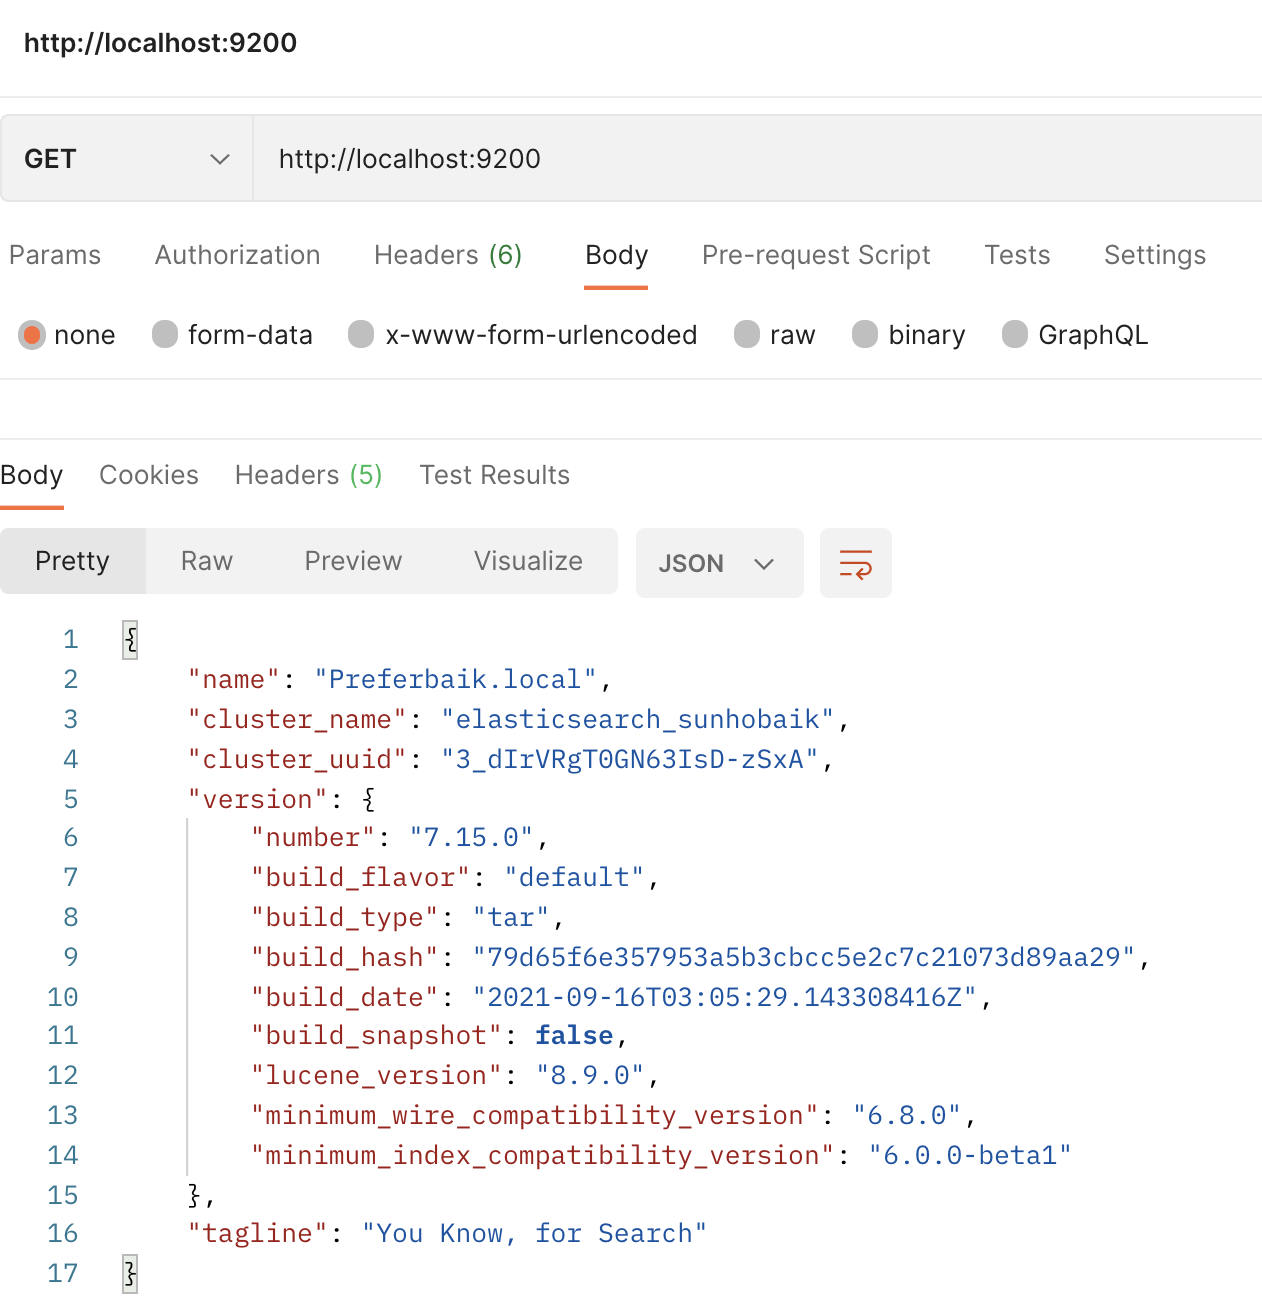 http://localhost:9200
GET http://localhost:9200
Params Authorization Headers (6) Body Pre-request Script Tests Settings
none form-data x-www-form-urlencoded raw binary GraphQL
Body Cookies Headers (5) Test Results
Pretty Raw Preview Visualize JSON
1 {
2 "name": "Preferbaik.local",
3 "cluster_name": "elasticsearch_sunhobaik",
4 "cluster_uuid": "3_dIrVRgT0GN63IsD-zSxA",
5 "version": {
6 "number": "7.15.0",
7 "build_flavor": "default",
8 "build_type": "tar",
9 "build_hash": "79d65f6e357953a5b3cbcc5e2c7c21073d89aa29",
10 "build_date": "2021-09-16T03:05:29.143308416Z",
11 "build_snapshot": false,
12 "lucene_version": "8.9.0",
13 "minimum_wire_compatibility_version": "6.8.0",
14 "minimum_index_compatibility_version": "6.0.0-beta1"
15 },
16 "tagline": "You Know, for Search"
17 }